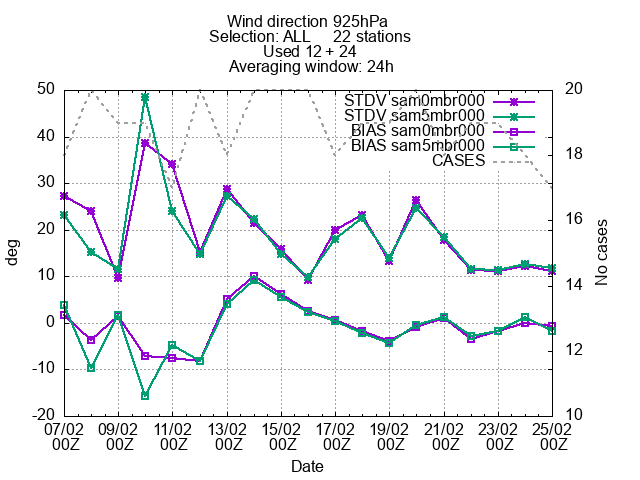 Wind direction 925hPa
Selection: ALL 22 stations
Used 12 + 24
Averaging window: 24h
STDV sam0mbr000
STDV sam5mbr000
BIAS sam0mbr000
BIAS sam5mbr000
CASES
50
40
30
20
10
0
-10
-20
deg
20
18
16
14
12
10
No cases
07/02 09/02 11/02 13/02 15/02 17/02 19/02 21/02 23/02 25/02
00Z 00Z 00Z 00Z 00Z 00Z 00Z 00Z 00Z 00Z
Date